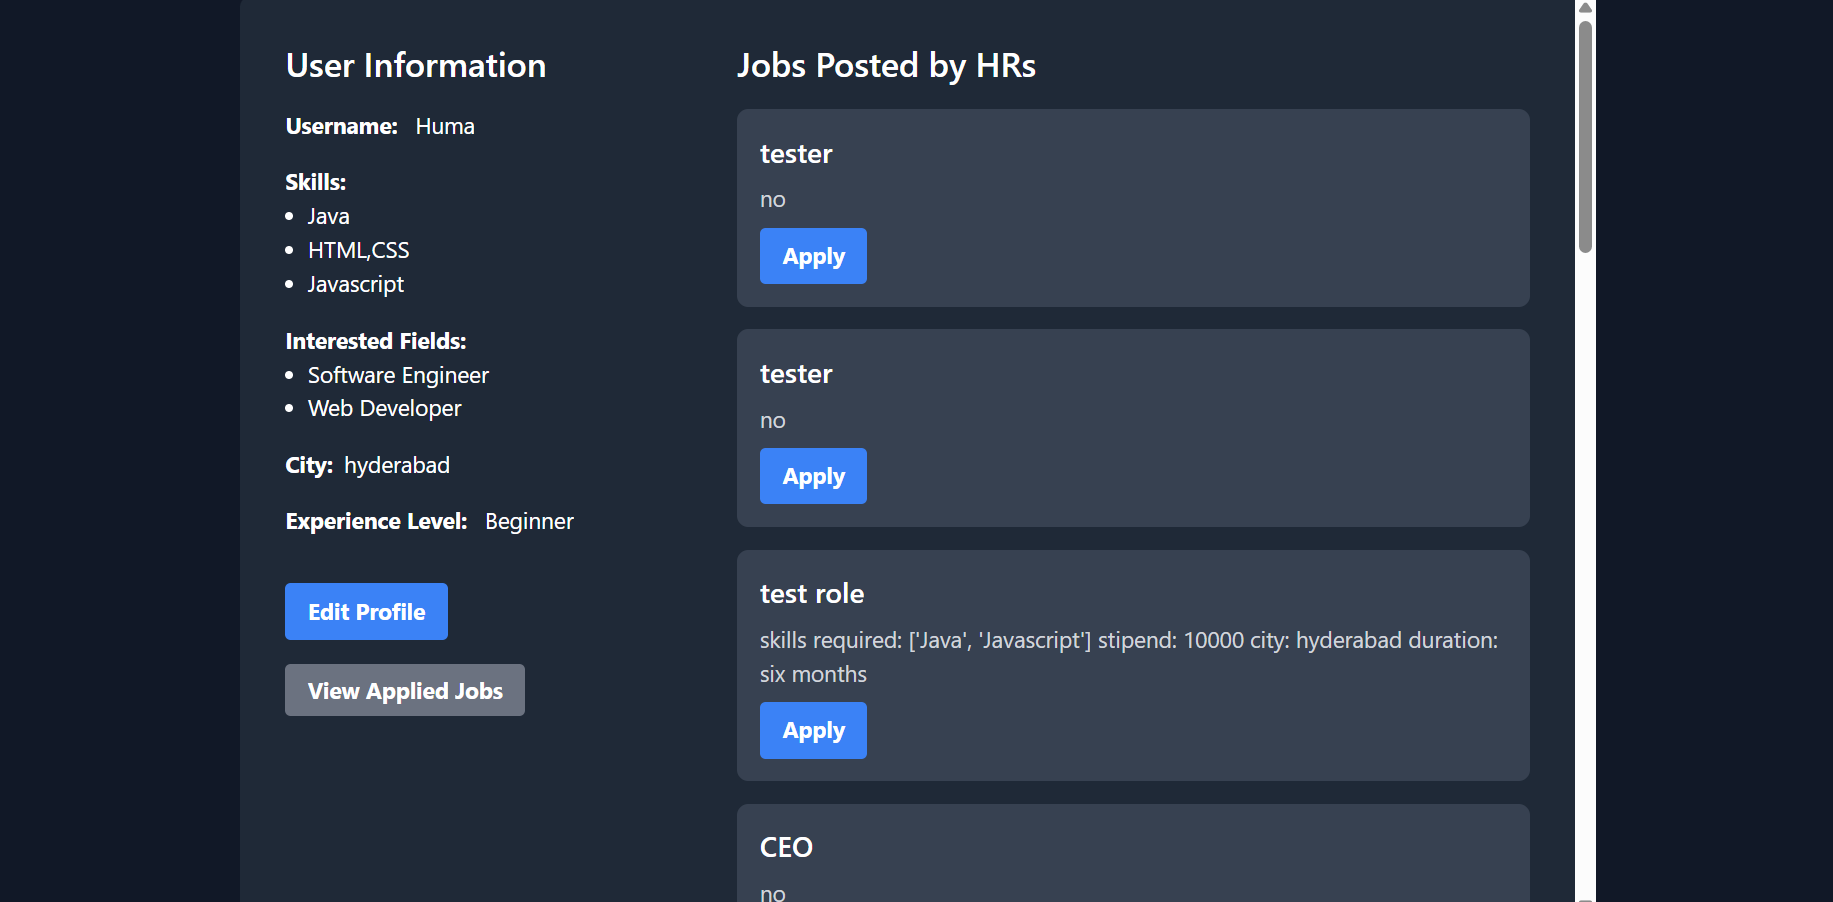 User Information
Username: Huma
Skills:
Java
HTML,CSS
Javascript
Interested Fields:
Software Engineer
Web Developer
City: hyderabad
Experience Level: Beginner
Edit Profile
View Applied Jobs
Jobs Posted by HRs
tester
no
Apply
tester
no
Apply
test role
skills required: ['Java', 'Javascript'] stipend: 10000 city: hyderabad duration:
six months
Apply
CEO
no